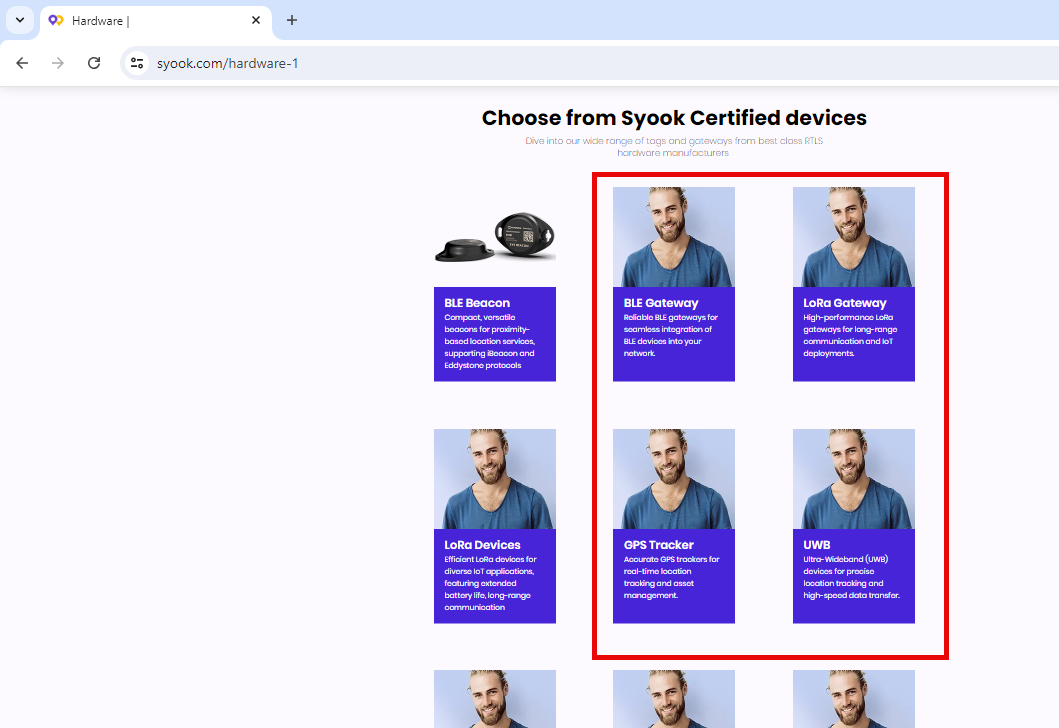 Hardware |
syook.com/hardware-1
Choose from Syook Certified devices
Dive into our wide range of tags and gateways from best class RTLS
hardware manufacturers
BLE Beacon
Compact, versatile
beacons for proximity-
based location services,
supporting iBeacon and
Eddystone protocols
BLE Gateway
Reliable BLE gateways for
seamless integration of
BLE devices into your
network.
LoRa Gateway
High-performance LoRa
gateways for long-range
communication and IoT
deployments.
LoRa Devices
Efficient LoRa devices for
diverse IoT applications,
featuring extended
battery life, long-range
communication
GPS Tracker
Accurate GPS trackers for
real-time location
tracking and asset
management.
UWB
Ultra-Wideband (UWB)
devices for precise
location tracking and
high-speed data transfer.